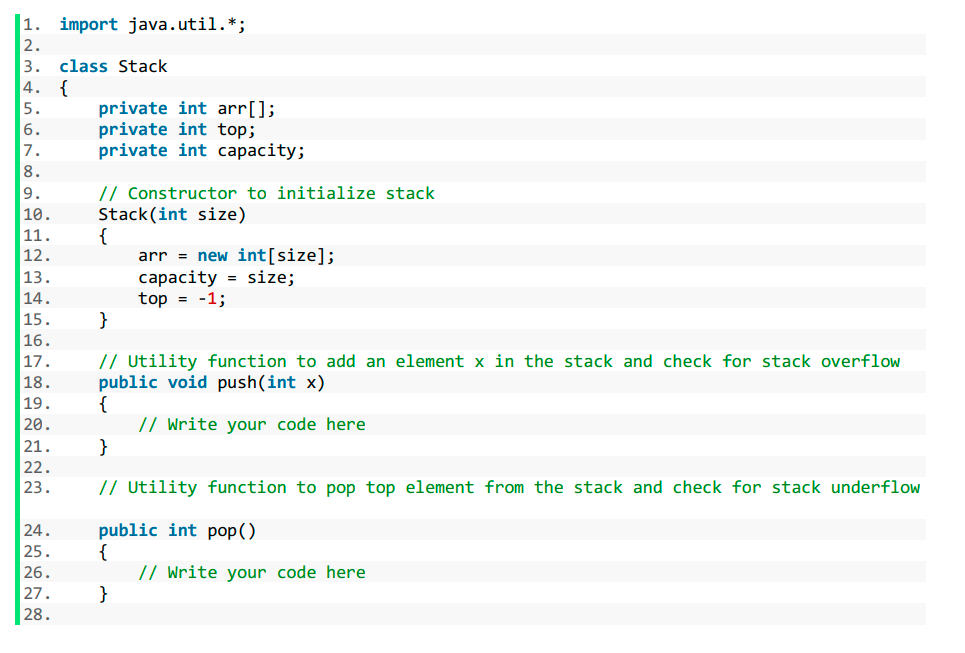 1. import java.util.*;
2.
3. class Stack
4. {
5.     private int arr[];
6.     private int top;
7.     private int capacity;
8.
9.     // Constructor to initialize stack
10.     Stack(int size)
11.     {
12.         arr = new int[size];
13.         capacity = size;
14.         top = -1;
15.     }
16.
17.     // Utility function to add an element x in the stack and check for stack overflow
18.     public void push(int x)
19.     {
20.         // Write your code here
21.     }
22.
23.     // Utility function to pop top element from the stack and check for stack underflow
24.     public int pop()
25.     {
26.         // Write your code here
27.     }
28.